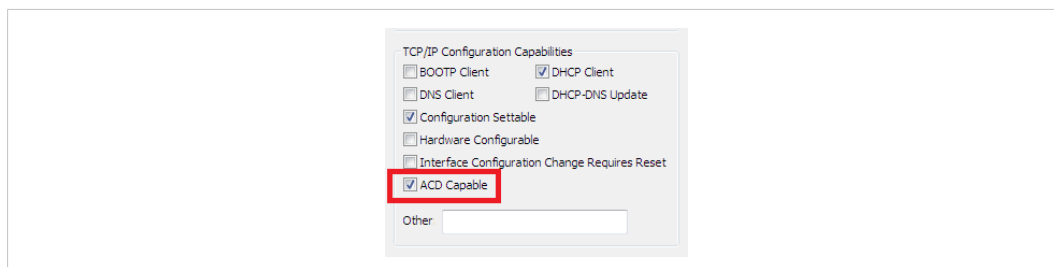 TCP/IP Configuration Capabilities
BOOTP Client DHCP Client
DNS Client DHCP-DNS Update
Configuration Settable
Hardware Configurable
Interface Configuration Change Requires Reset
ACD Capable
Other